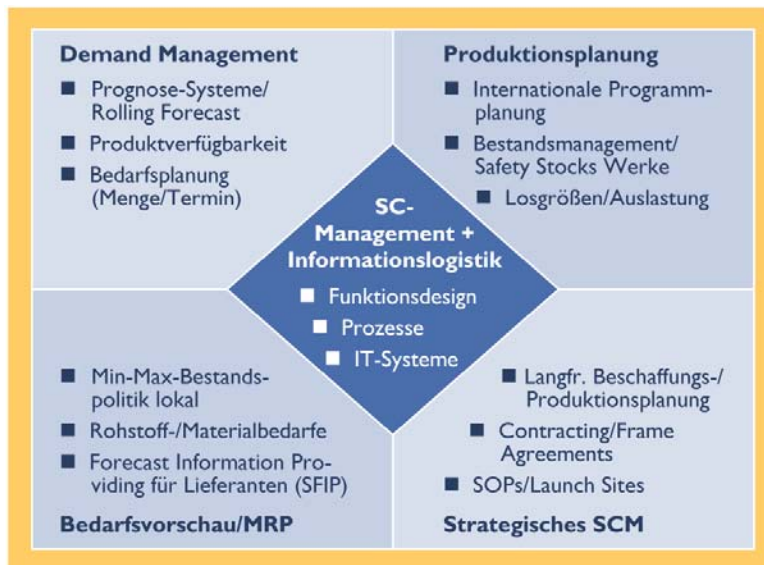 Demand Management
■ Prognose-Systeme/
Rolling Forecast
■ Produktverfügbarkeit
■ Bedarfsplanung
(Menge/Termin)
Produktionsplanung
■ Internationale Programm-
planung
■ Bestandsmanagement/
Safety Stocks Werke
■ Losgrößen/Auslastung
SC-
Management +
Informationslogistik
■ Funktionsdesign
■ Prozesse
■ IT-Systeme
■ Min-Max-Bestands-
politik lokal
■ Rohstoff-/Materialbedarfe
■ Forecast Information Pro-
viding für Lieferanten (SFIP)
Bedarfsvorschau/MRP
■ Langfr. Beschaffungs-/
Produktionsplanung
■ Contracting/Frame
Agreements
■ SOPs/Launch Sites
Strategisches SCM